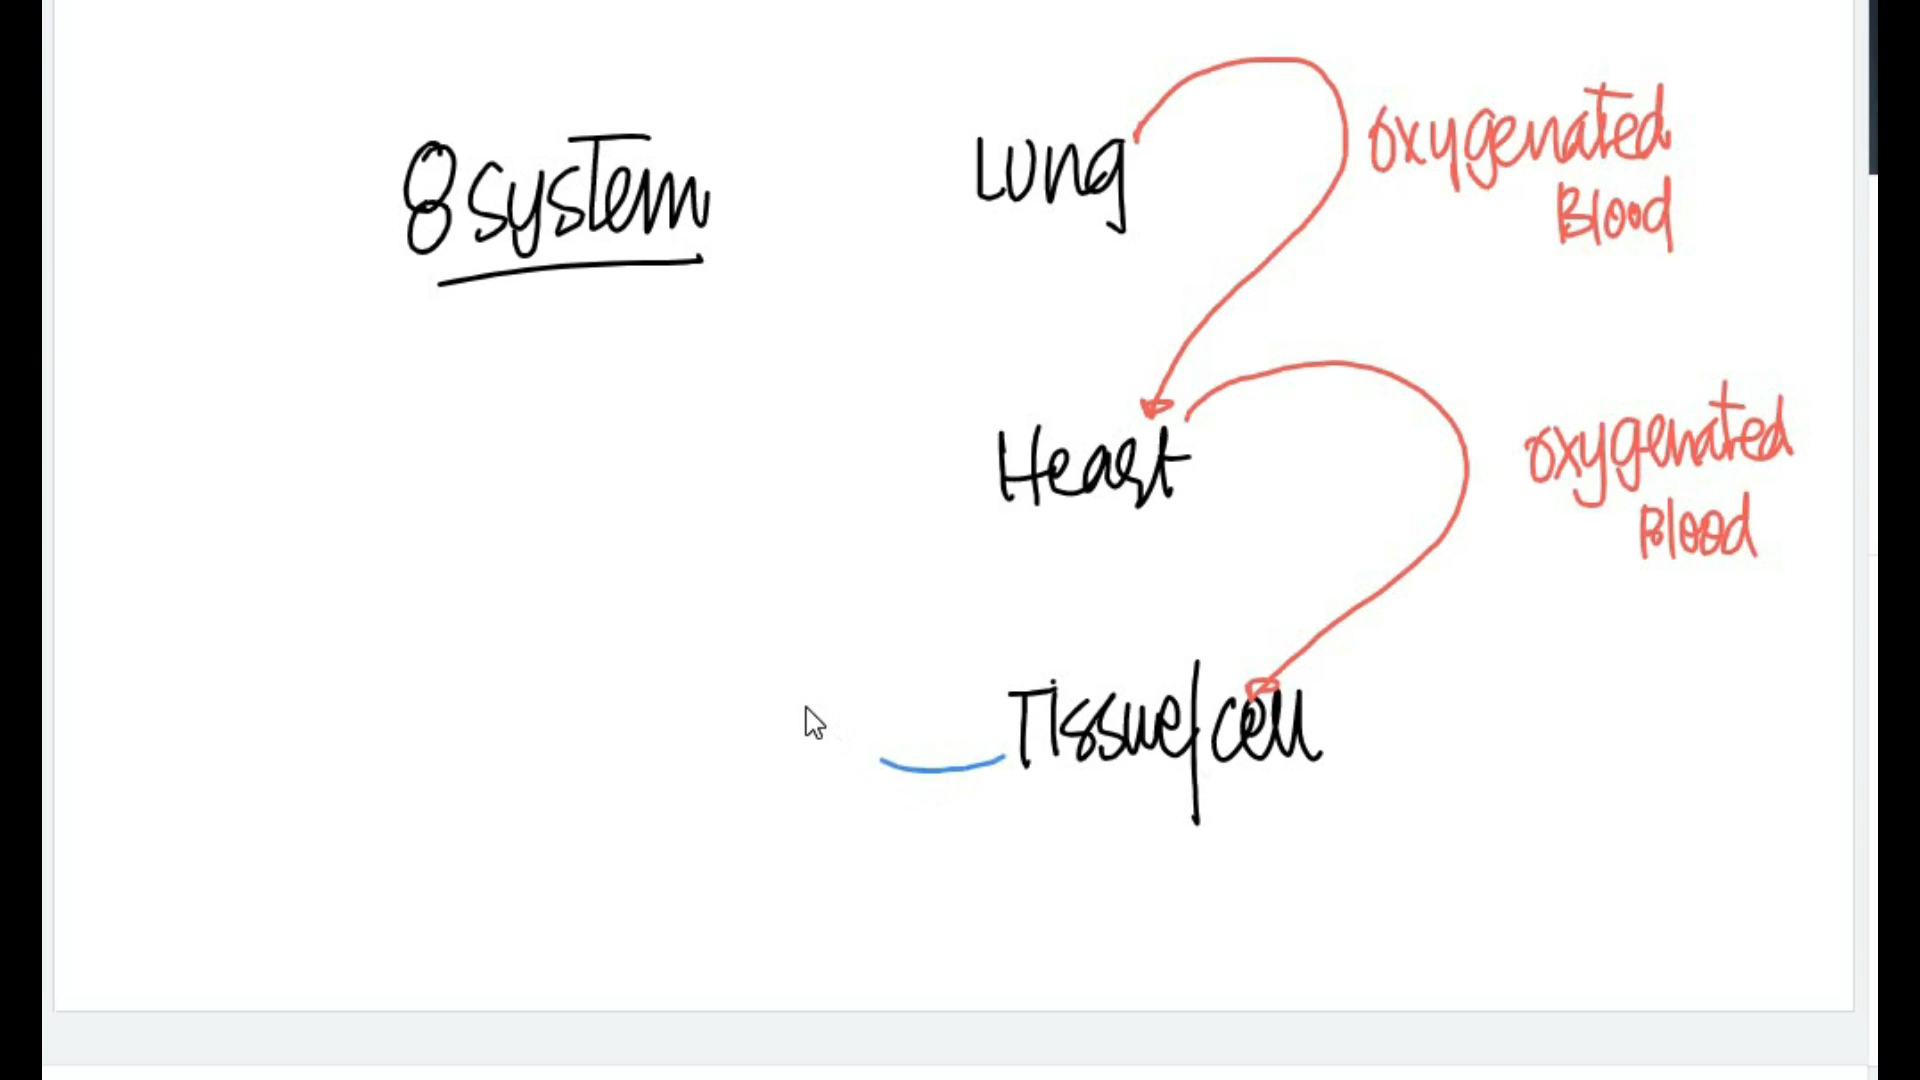 8 system
Lung
oxygenated
Blood
Heart
oxygenated
Blood
Tissue/cell